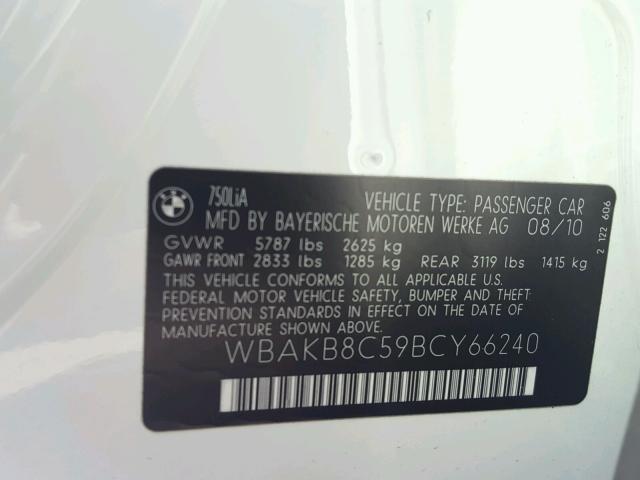 750LiA VEHICLE TYPE: PASSENGER CAR
MFD BY BAYERISCHE MOTOREN WERKE AG 08/10
GVWR 5787 lbs 2625 kg
GAWR FRONT 2833 lbs 1285 kg REAR 3119 lbs 1415 kg
THIS VEHICLE CONFORMS TO ALL APPLICABLE U.S.
FEDERAL MOTOR VEHICLE SAFETY, BUMPER AND THEFT
PREVENTION STANDARDS IN EFFECT ON THE DATE OF
MANUFACTURE SHOWN ABOVE.
WBAKB8C59BCY66240
2 122 606